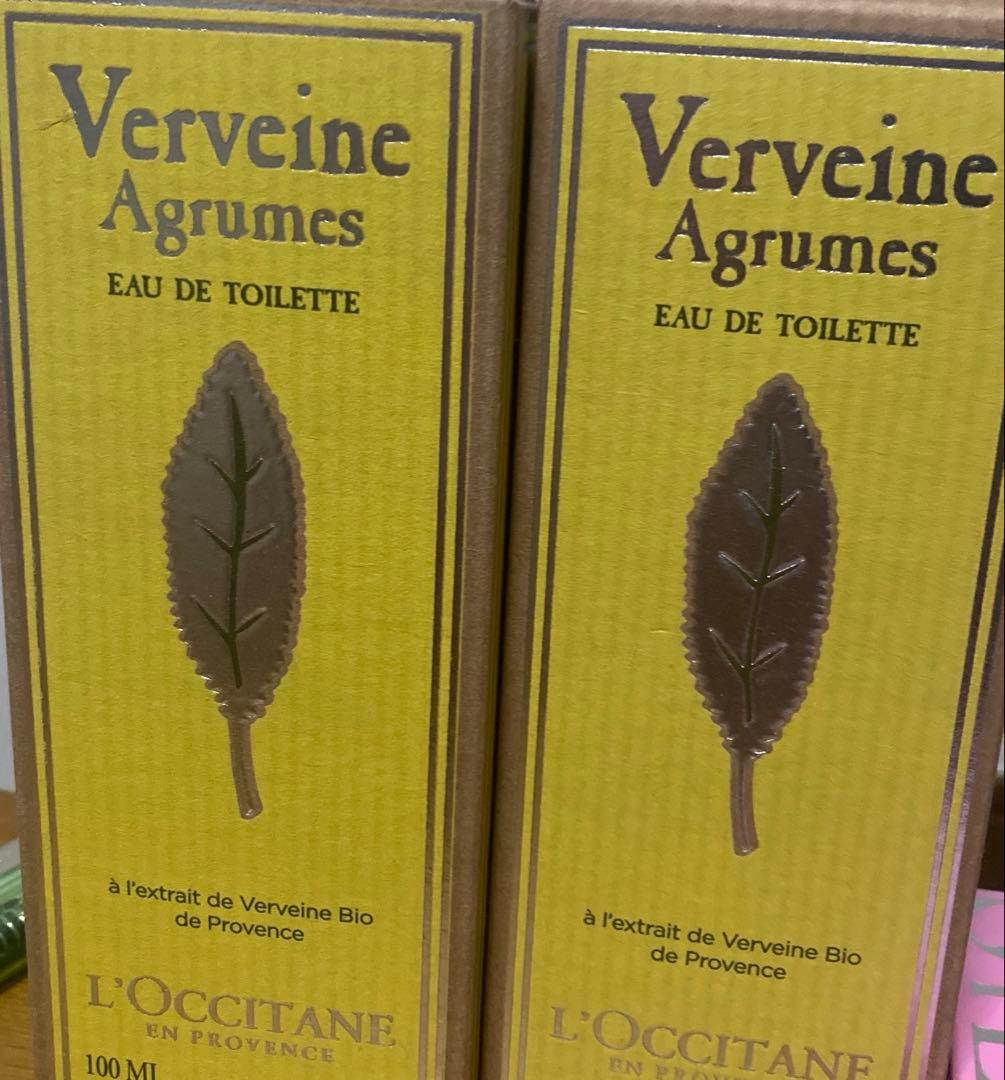 Verveine
Agrumes
EAU DE TOILETTE
à l'extrait de Verveine Bio
de Provence
L'OCCITANE
EN PROVENCE
100 ML
Verveine
Agrumes
EAU DE TOILETTE
à l'extrait de Verveine Bio
de Provence
L'OCCITANE
EN